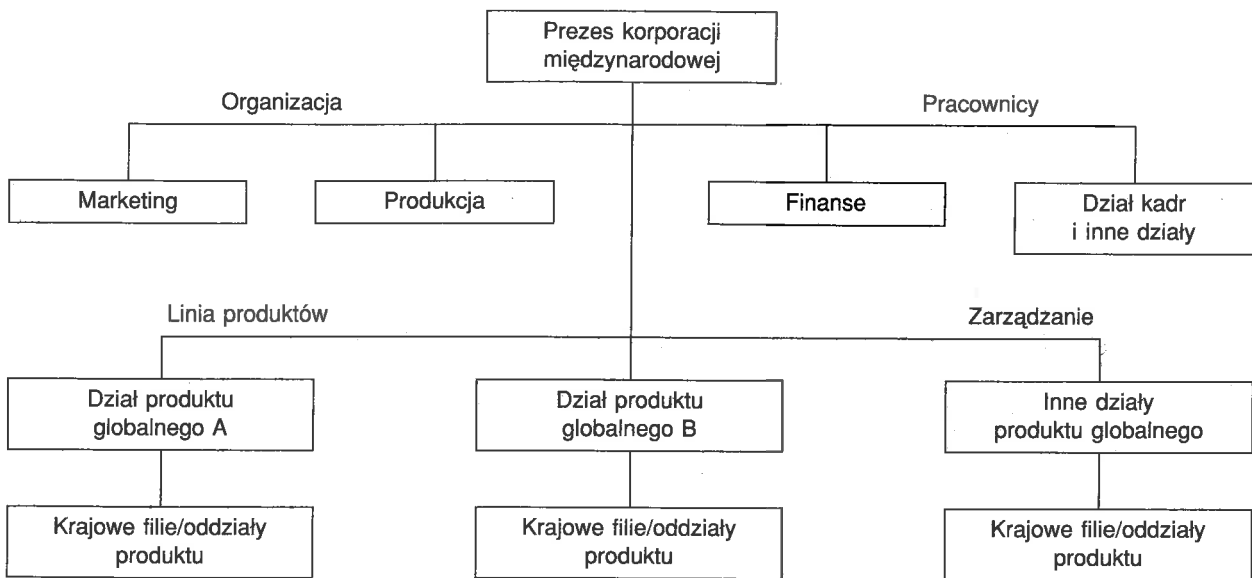 Prezes korporacji
międzynarodowej
Organizacja
Pracownicy
Marketing
Produkcja
Finanse
Dział kadr
i inne działy
Linia produktów
Zarządzanie
Dział produktu
globalnego A
Dział produktu
globalnego B
Inne działy
produktu globalnego
Krajowe filie/oddziały
produktu
Krajowe filie/oddziały
produktu
Krajowe filie/oddziały
produktu